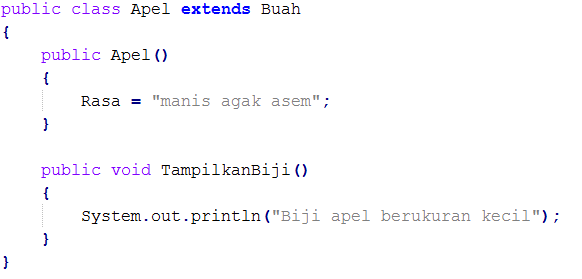 public class Apel extends Buah
{
    public Apel()
    {
        Rasa = "manis agak asem";
    }

    public void TampilkanBiji()
    {
        System.out.println("Biji apel berukuran kecil");
    }
}